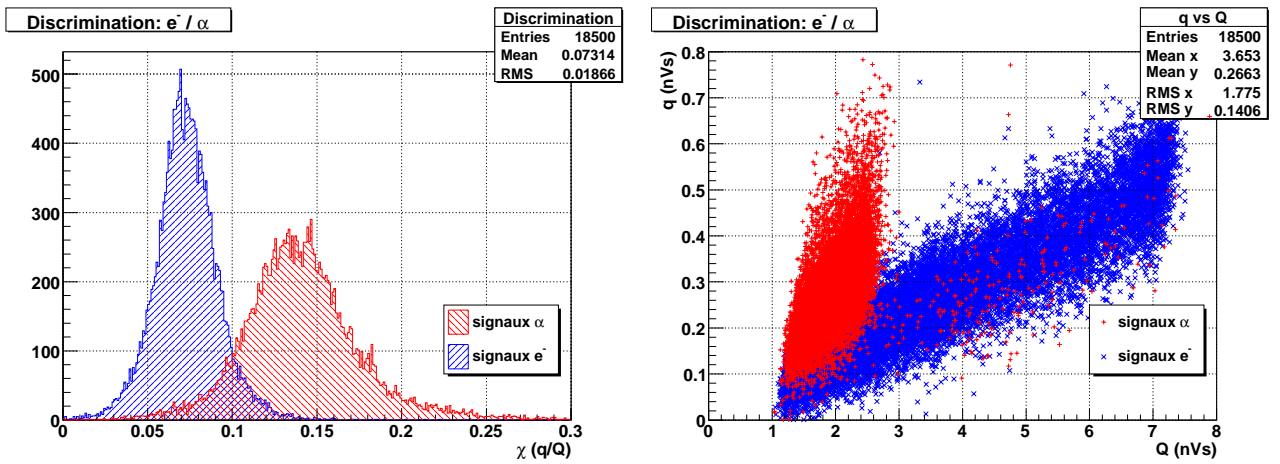 Discrimination: e⁻ / α
Discrimination
Entries 18500
Mean 0.07314
RMS 0.01866
500
400
300
200
100
0
0 0.05 0.1 0.15 0.2 0.25 0.3
χ (q/Q)
signaux α
signaux e⁻
Discrimination: e⁻ / α
q vs Q
Entries 18500
Mean x 3.653
Mean y 0.2663
RMS x 1.775
RMS y 0.1406
q (nVs)
0.8
0.7
0.6
0.5
0.4
0.3
0.2
0.1
0
0 1 2 3 4 5 6 7 8
Q (nVs)
signaux α
signaux e⁻